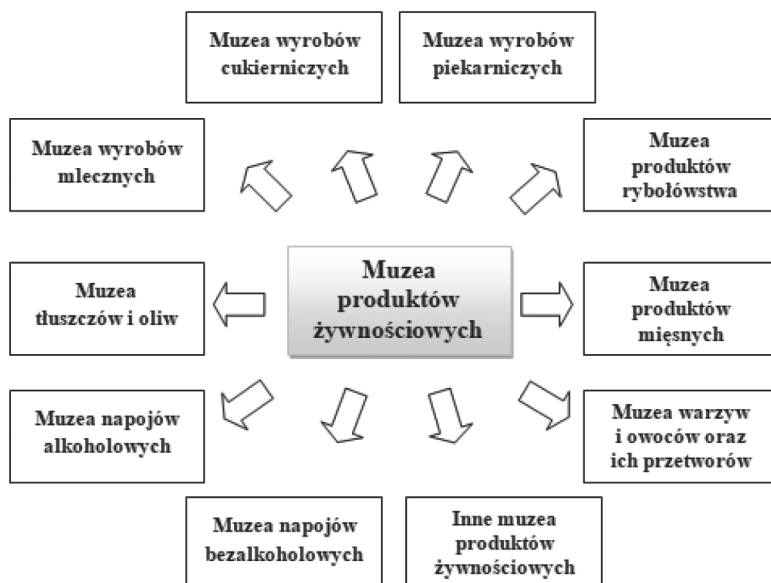 Muzea wyrobów
cukierniczych
Muzea wyrobów
piekarniczych
Muzea wyrobów
mlecznych
Muzea
produktów
rybołówstwa
Muzea
tłuszczów i oliw
Muzea
produktów
żywnościowych
Muzea
produktów
mięsnych
Muzea napojów
alkoholowych
Muzea warzyw
i owoców oraz
ich przetworów
Muzea napojów
bezalkoholowych
Inne muzea
produktów
żywnościowych